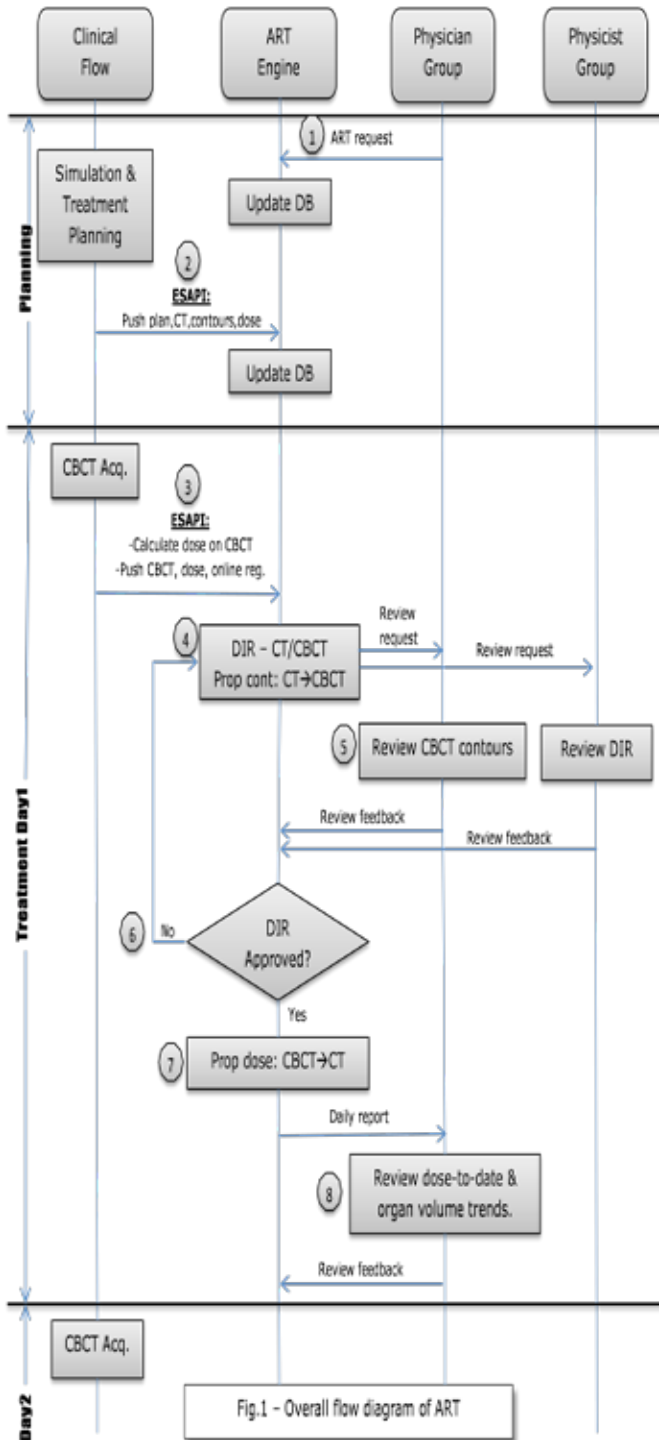 Clinical
Flow
ART
Engine
Physician
Group
Physicist
Group
Planning
1
ART request
Simulation &
Treatment
Planning
Update DB
2
ESAPI:
Push plan,CT,contours,dose
Update DB
Treatment Day1
CBCT Acq.
3
ESAPI:
-Calculate dose on CBCT
-Push CBCT, dose, online reg.
4
DIR – CT/CBCT
Prop cont: CT→CBCT
Review
request
Review request
5
Review CBCT contours
Review DIR
Review feedback
Review feedback
6
No
DIR
Approved?
Yes
7
Prop dose: CBCT→CT
Daily report
8
Review dose-to-date &
organ volume trends.
Review feedback
Day2
CBCT Acq.
Fig.1 – Overall flow diagram of ART